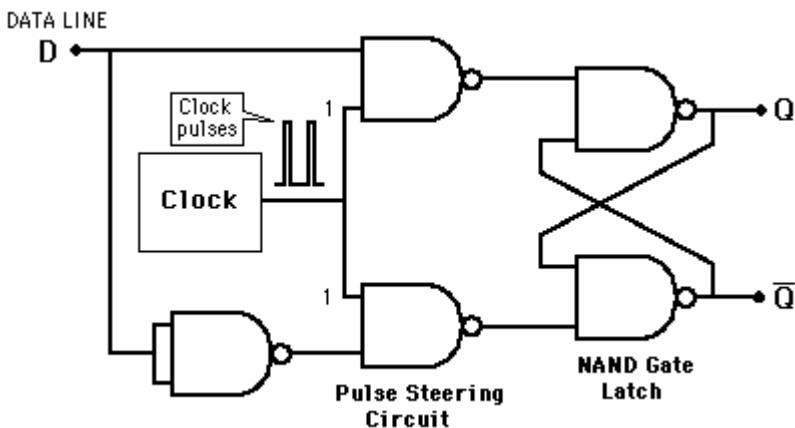 DATA LINE
D
Clock
pulses
1
Q
Clock
1
Q̅
Pulse Steering
Circuit
NAND Gate
Latch